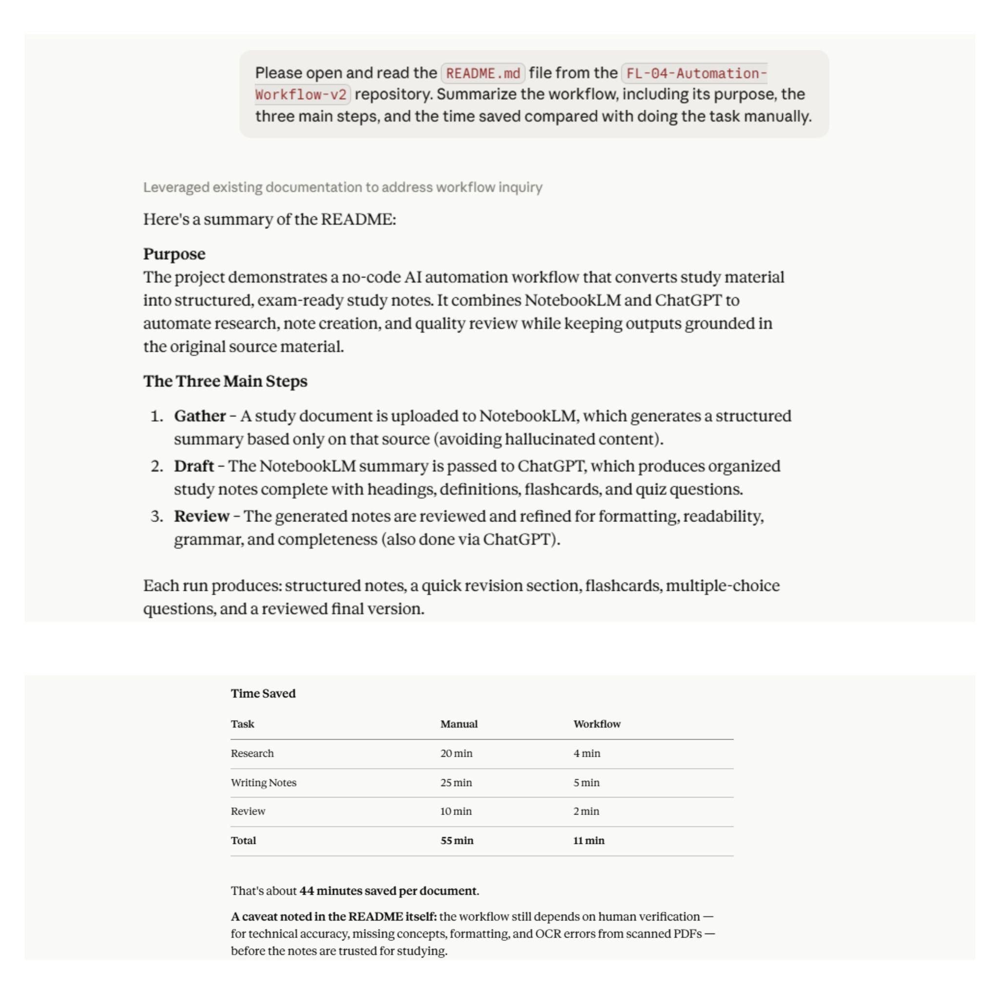 Please open and read the README.md file from the FL-04-Automation-
Workflow-v2 repository. Summarize the workflow, including its purpose, the
three main steps, and the time saved compared with doing the task manually.
Leveraged existing documentation to address workflow inquiry
Here's a summary of the README:
Purpose
The project demonstrates a no-code AI automation workflow that converts study material
into structured, exam-ready study notes. It combines NotebookLM and ChatGPT to
automate research, note creation, and quality review while keeping outputs grounded in
the original source material.
The Three Main Steps
1. Gather – A study document is uploaded to NotebookLM, which generates a structured
summary based only on that source (avoiding hallucinated content).
2. Draft – The NotebookLM summary is passed to ChatGPT, which produces organized
study notes complete with headings, definitions, flashcards, and quiz questions.
3. Review – The generated notes are reviewed and refined for formatting, readability,
grammar, and completeness (also done via ChatGPT).
Each run produces: structured notes, a quick revision section, flashcards, multiple-choice
questions, and a reviewed final version.
Time Saved
Task Manual Workflow
Research 20 min 4 min
Writing Notes 25 min 5 min
Review 10 min 2 min
Total 55 min 11 min
That's about 44 minutes saved per document.
A caveat noted in the README itself: the workflow still depends on human verification —
for technical accuracy, missing concepts, formatting, and OCR errors from scanned PDFs —
before the notes are trusted for studying.